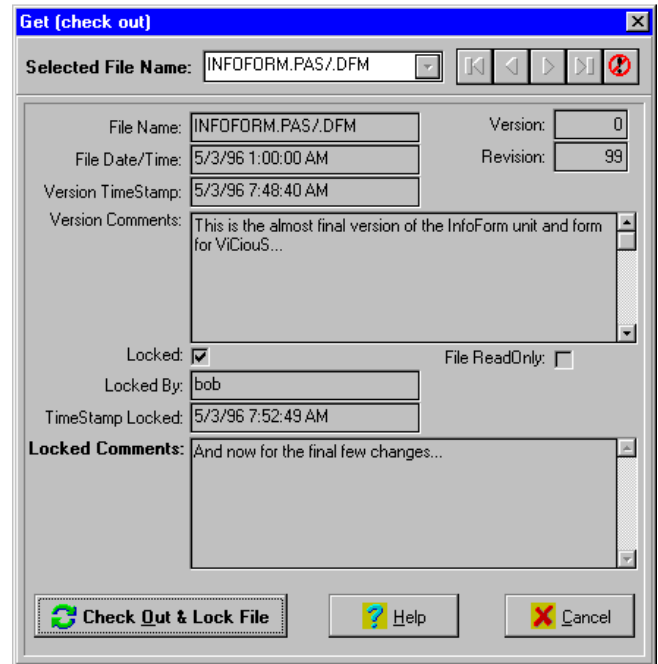 Get (check out)
Selected File Name: INFOFORM.PAS/.DFM
File Name: INFOFORM.PAS/.DFM Version: 0
File Date/Time: 5/3/96 1:00:00 AM Revision: 99
Version TimeStamp: 5/3/96 7:48:40 AM
Version Comments: This is the almost final version of the InfoForm unit and form
for ViCiouS...
Locked: File ReadOnly:
Locked By: bob
TimeStamp Locked: 5/3/96 7:52:49 AM
Locked Comments: And now for the final few changes...
Check Out & Lock File Help Cancel